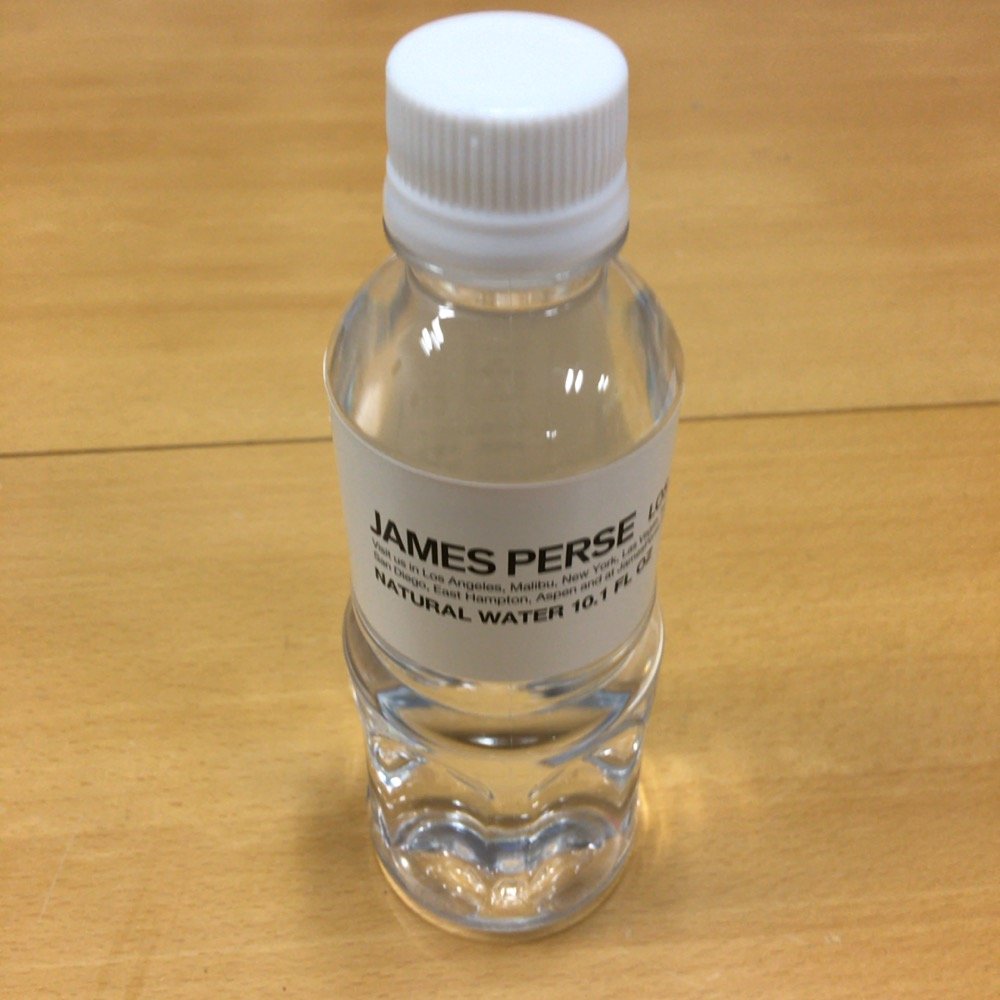 JAMES PERSE
Visit us in Los Angeles, Malibu, New York, Las Vegas,
San Diego, East Hampton, Aspen and at
NATURAL WATER 10.1 FL OZ